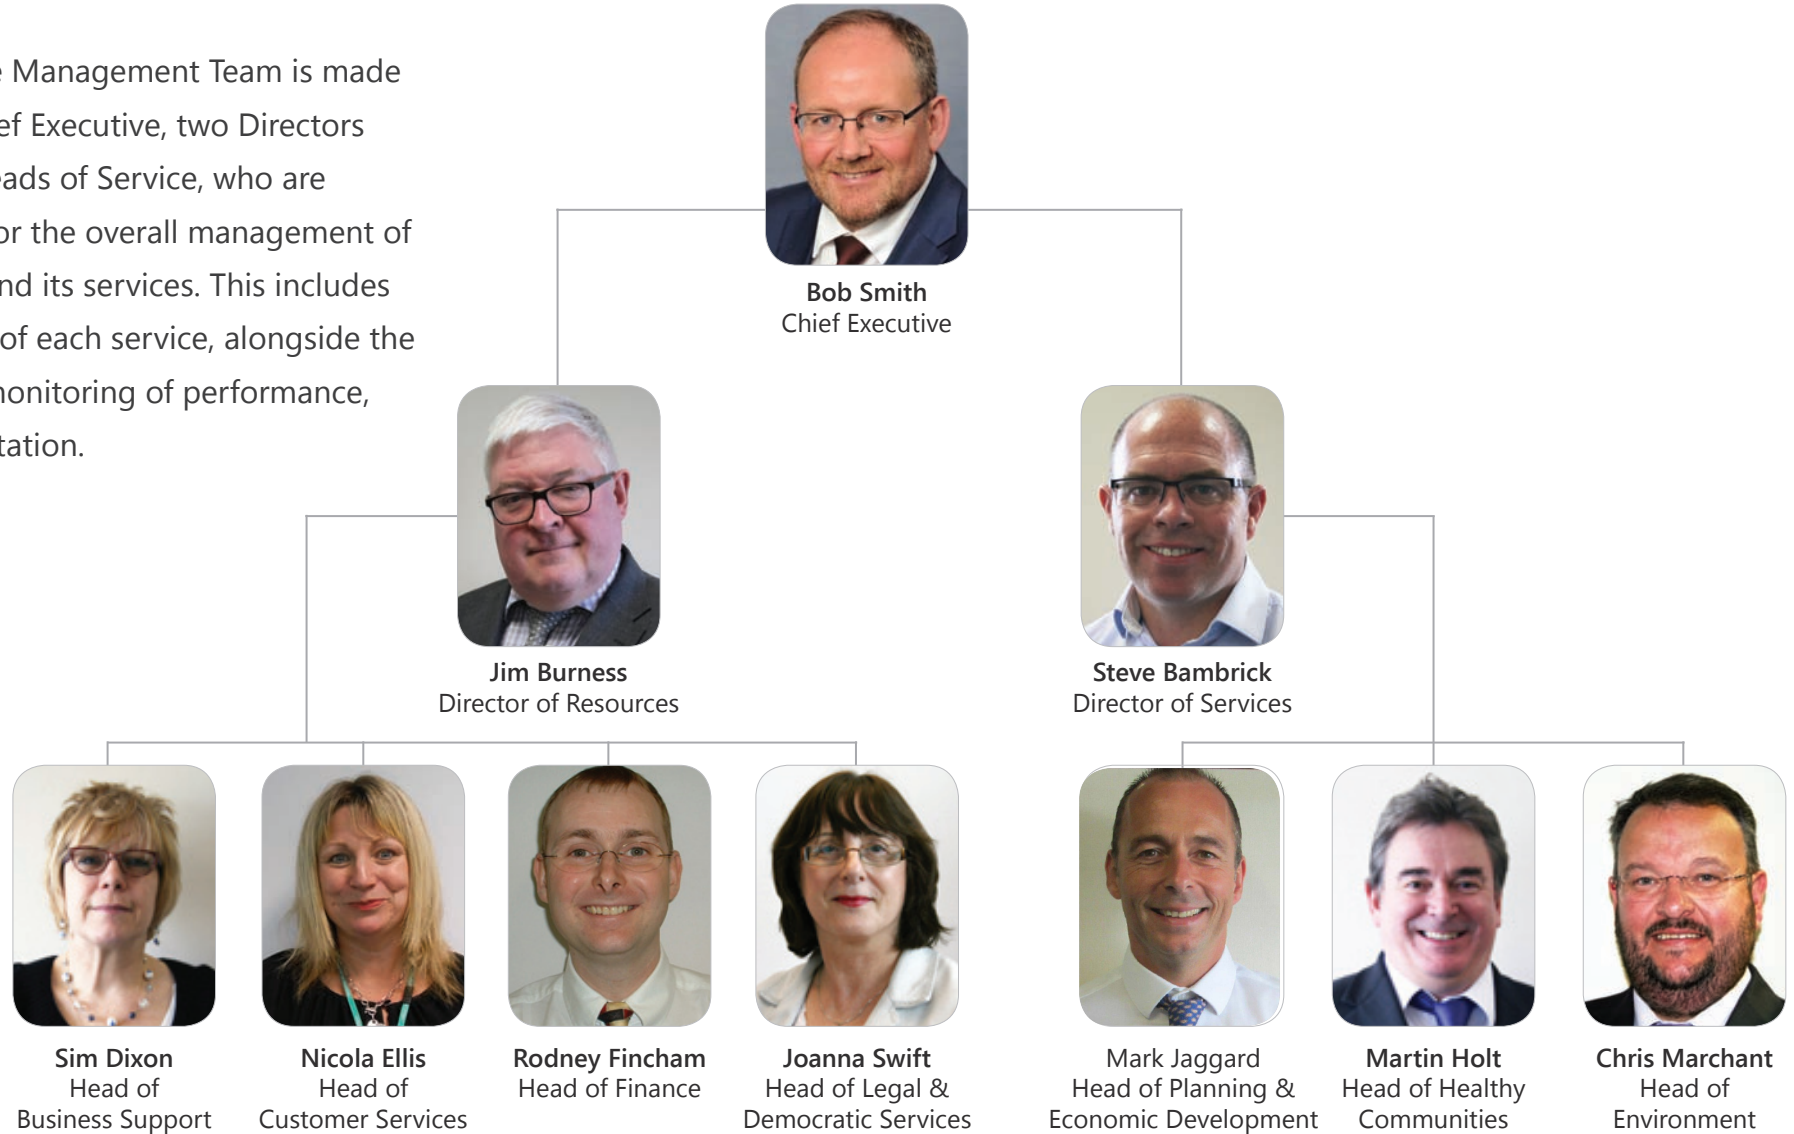 e Management Team is made
ef Executive, two Directors
eads of Service, who are
or the overall management of
nd its services. This includes
of each service, alongside the
monitoring of performance,
tation.
Bob Smith
Chief Executive
Jim Burness
Director of Resources
Steve Bambrick
Director of Services
Sim Dixon
Head of
Business Support
Nicola Ellis
Head of
Customer Services
Rodney Fincham
Head of Finance
Joanna Swift
Head of Legal &
Democratic Services
Mark Jaggard
Head of Planning &
Economic Development
Martin Holt
Head of Healthy
Communities
Chris Marchant
Head of
Environment